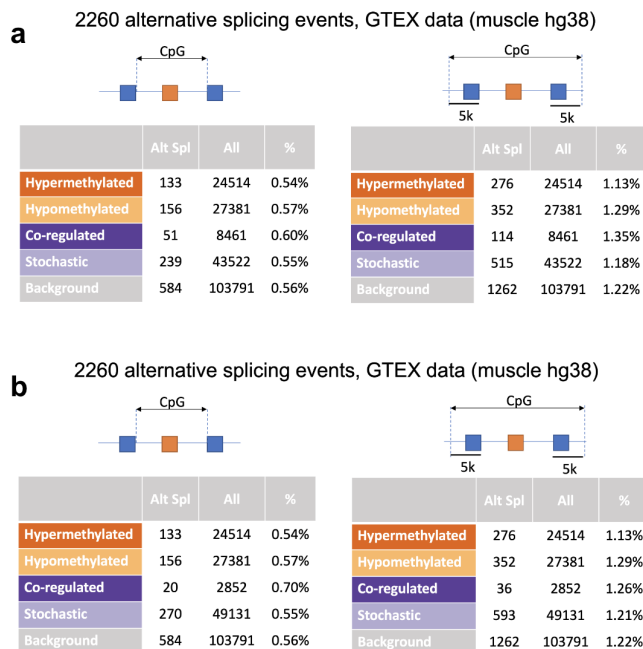 a
2260 alternative splicing events, GTEX data (muscle hg38)
CpG
Alt Spl All %
Hypermethylated 133 24514 0.54%
Hypomethylated 156 27381 0.57%
Co-regulated 51 8461 0.60%
Stochastic 239 43522 0.55%
Background 584 103791 0.56%
CpG
5k 5k
Alt Spl All %
Hypermethylated 276 24514 1.13%
Hypomethylated 352 27381 1.29%
Co-regulated 114 8461 1.35%
Stochastic 515 43522 1.18%
Background 1262 103791 1.22%
b
2260 alternative splicing events, GTEX data (muscle hg38)
CpG
Alt Spl All %
Hypermethylated 133 24514 0.54%
Hypomethylated 156 27381 0.57%
Co-regulated 20 2852 0.70%
Stochastic 270 49131 0.55%
Background 584 103791 0.56%
CpG
5k 5k
Alt Spl All %
Hypermethylated 276 24514 1.13%
Hypomethylated 352 27381 1.29%
Co-regulated 36 2852 1.26%
Stochastic 593 49131 1.21%
Background 1262 103791 1.22%